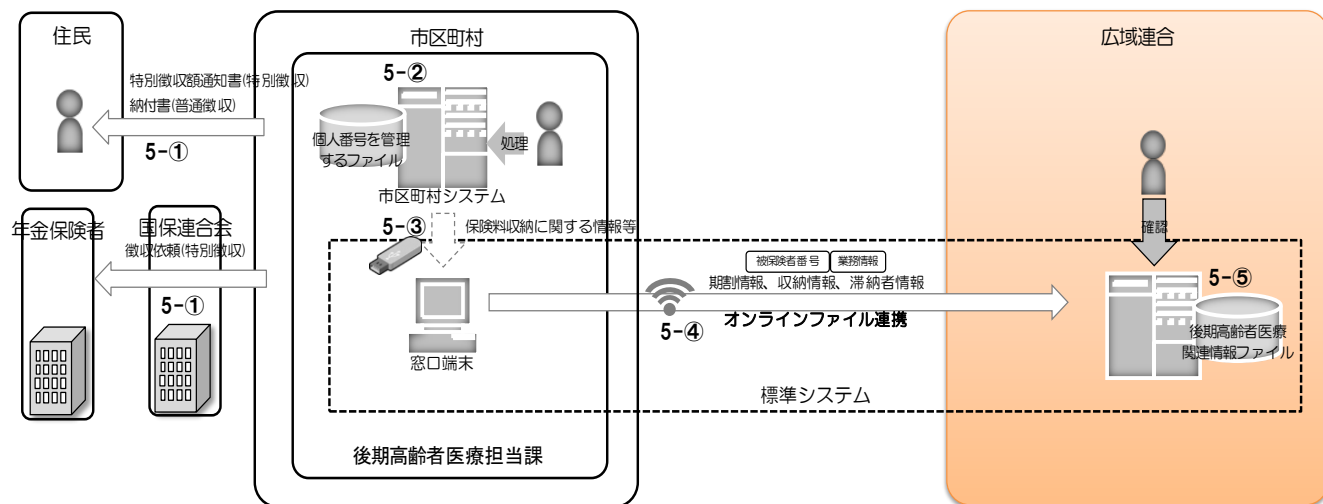 住民
特別徴収額通知書(特別徴収)
納付書(普通徴収)
5-①
年金保険者
国保連合会
徴収依頼(特別徴収)
5-①
市区町村
5-②
個人番号を管理
するファイル
処理
市区町村システム
5-③
保険料収納に関する情報等
窓口端末
後期高齢者医療担当課
被保険者番号
業務情報
期割情報、収納情報、滞納者情報
5-④
オンラインファイル連携
標準システム
広域連合
確認
5-⑤
後期高齢者医療
関連情報ファイル